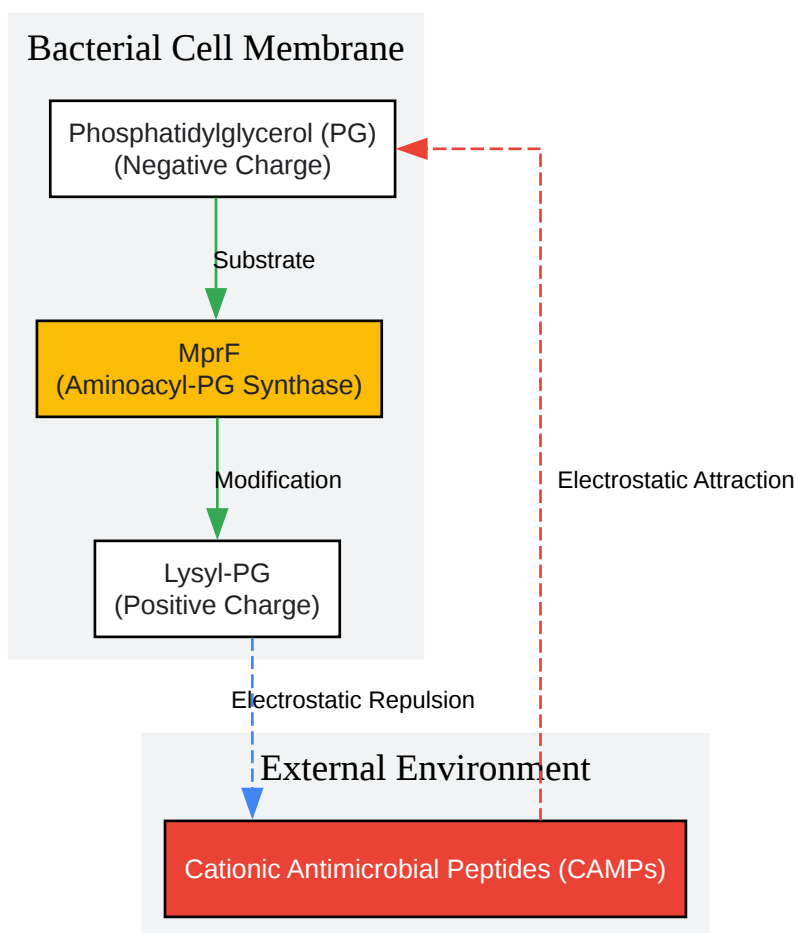 Bacterial Cell Membrane
Phosphatidylglycerol (PG)
(Negative Charge)
Substrate
MprF
(Aminoacyl-PG Synthase)
Modification
Electrostatic Attraction
Lysyl-PG
(Positive Charge)
Electrostatic Repulsion
External Environment
Cationic Antimicrobial Peptides (CAMPs)